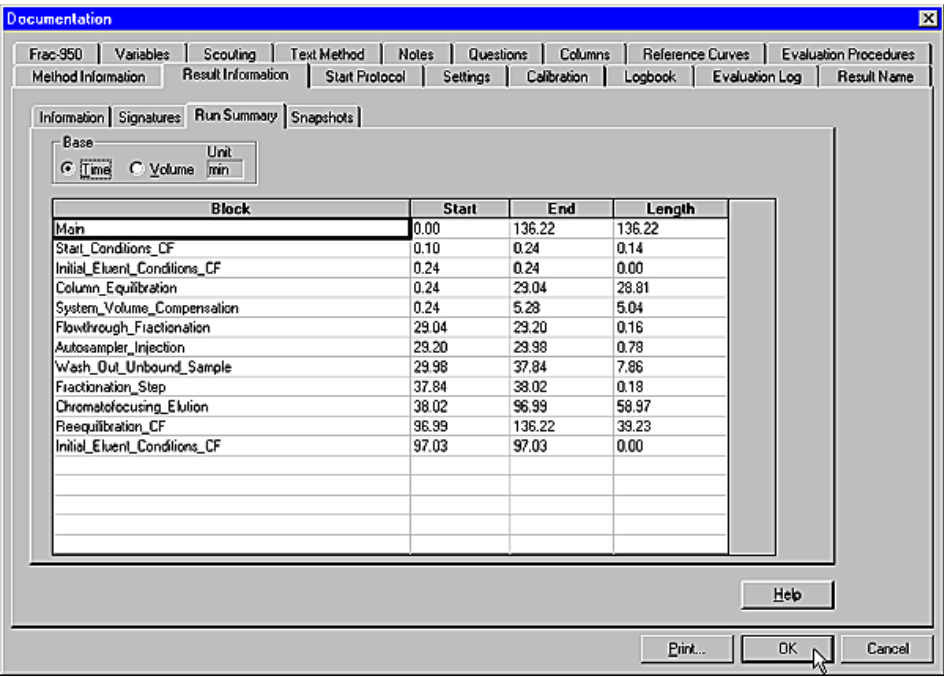 Documentation
Frac-950 Variables Scouting Text Method Notes Questions Columns Reference Curves Evaluation Procedures
Method Information Result Information Start Protocol Settings Calibration Logbook Evaluation Log Result Name
Information Signatures Run Summary Snapshots
Base
Unit
Time Volume min
Block Start End Length
Main 0.00 136.22 136.22
Start_Conditions_CF 0.10 0.24 0.14
Initial_Eluent_Conditions_CF 0.24 0.24 0.00
Column_Equilibration 0.24 29.04 28.81
System_Volume_Compensation 0.24 5.28 5.04
Flowthrough_Fractionation 29.04 29.20 0.16
Autosampler_Injection 29.20 29.98 0.78
Wash_Out_Unbound_Sample 29.98 37.84 7.86
Fractionation_Step 37.84 38.02 0.18
Chromatofocusing_Elution 38.02 96.99 58.97
Reequilibration_CF 96.99 136.22 39.23
Initial_Eluent_Conditions_CF 97.03 97.03 0.00
Help
Print... OK Cancel